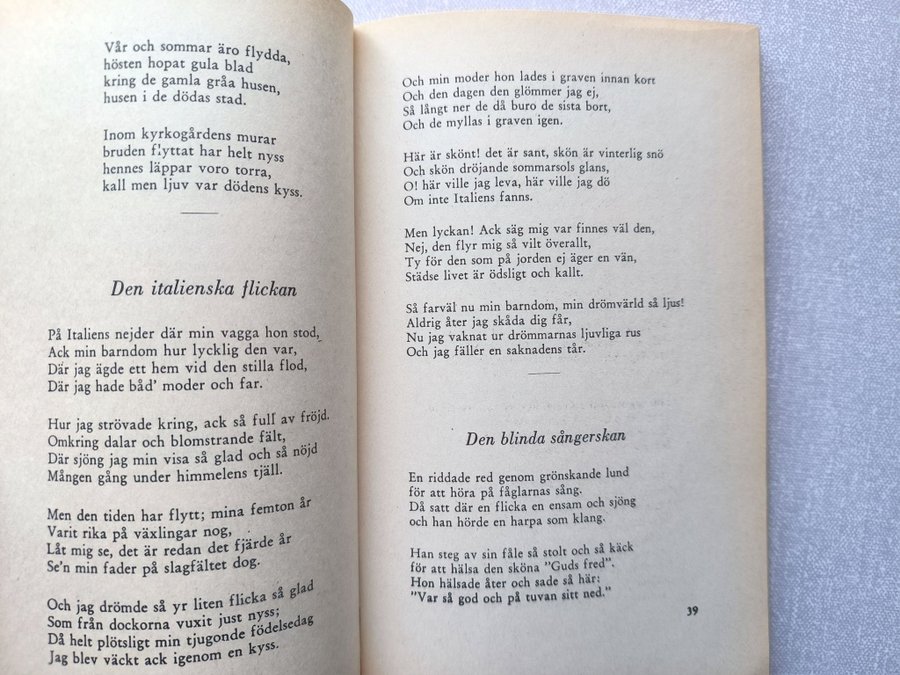 Vår och sommar äro flydda,
hösten hopat gula blad
kring de gamla gråa husen,
husen i de dödas stad.
Inom kyrkogårdens murar
bruden flyttat har helt nyss
hennes läppar voro torra,
kall men ljuv var dödens kyss.
Den italienska flickan
På Italiens nejder där min vagga hon stod,
Ack min barndom hur lycklig den var,
Där jag ägde ett hem vid den stilla flod,
Där jag hade båd' moder och far.
Hur jag strövade kring, ack så full av fröjd.
Omkring dalar och blomstrande fält,
Där sjöng jag min visa så glad och så nöjd
Mången gång under himmelens tjäll.
Men den tiden har flytt; mina femton år
Varit rika på växlingar nog,
Låt mig se, det är redan det fjärde år
Se'n min fader på slagfältet dog.
Och jag drömde så yr liten flicka så glad
Som från dockorna vuxit just nyss;
Då helt plötsligt min tjugonde födelsedag
Jag blev väckt ack igenom en kyss.
Och min moder hon lades i graven innan kort
Och den dagen den glömmer jag ej,
Så långt ner de då buro de sista bort,
Och de myllas i graven igen.
Här är skönt! det är sant, skön är vinterlig snö
Och skön dröjande sommarsols glans,
O! här ville jag leva, här ville jag dö
Om inte Italiens fanns.
Men lyckan! Ack säg mig var finnes väl den,
Nej, den flyr mig så vilt överallt,
Ty för den som på jorden ej äger en vän,
Städse livet är ödsligt och kallt.
Så farväl nu min barndom, min drömvärld så ljus!
Aldrig åter jag skåda dig får,
Nu jag vaknat ur drömmarnas ljuvliga rus
Och jag fäller en saknadens tår.
Den blinda sångerskan
En riddade red genom grönskande lund
för att höra på fåglarnas sång.
Då satt där en flicka en ensam och sjöng
och han hörde en harpa som klang.
Han steg av sin fåle så stolt och så käck
för att hälsa den sköna "Guds fred".
Hon hälsade åter och sade så här:
"Var så god och på tuvan sitt ned."
39